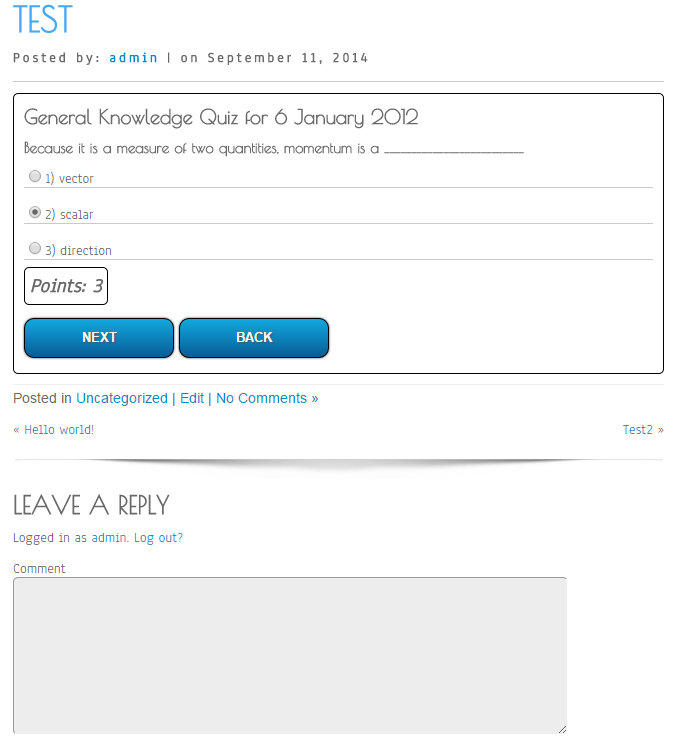 TEST
Posted by: admin | on September 11, 2014
General Knowledge Quiz for 6 January 2012
Because it is a measure of two quantities, momentum is a ____________________
1) vector
2) scalar
3) direction
Points: 3
NEXT BACK
Posted in Uncategorized | Edit | No Comments »
« Hello world! Test2 »
LEAVE A REPLY
Logged in as admin. Log out?
Comment